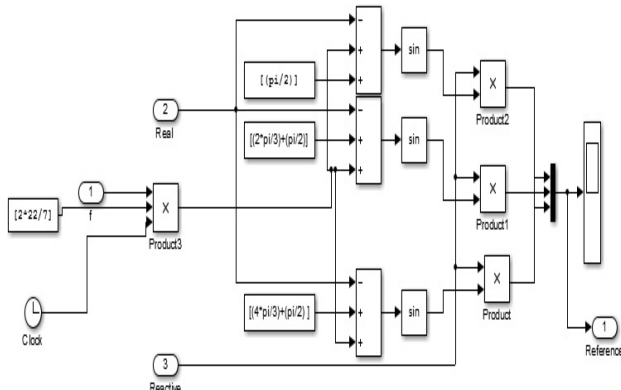 −
+
+
sin
[(pi/2)]
X
Product2
2
Real
−
+
+
sin
[(2*pi/3)+(pi/2)]
X
Product1
1
f
[2*22/7]
X
Product3
−
+
+
sin
[(4*pi/3)+(pi/2)]
X
Product
Clock
3
Reactive
1
Reference